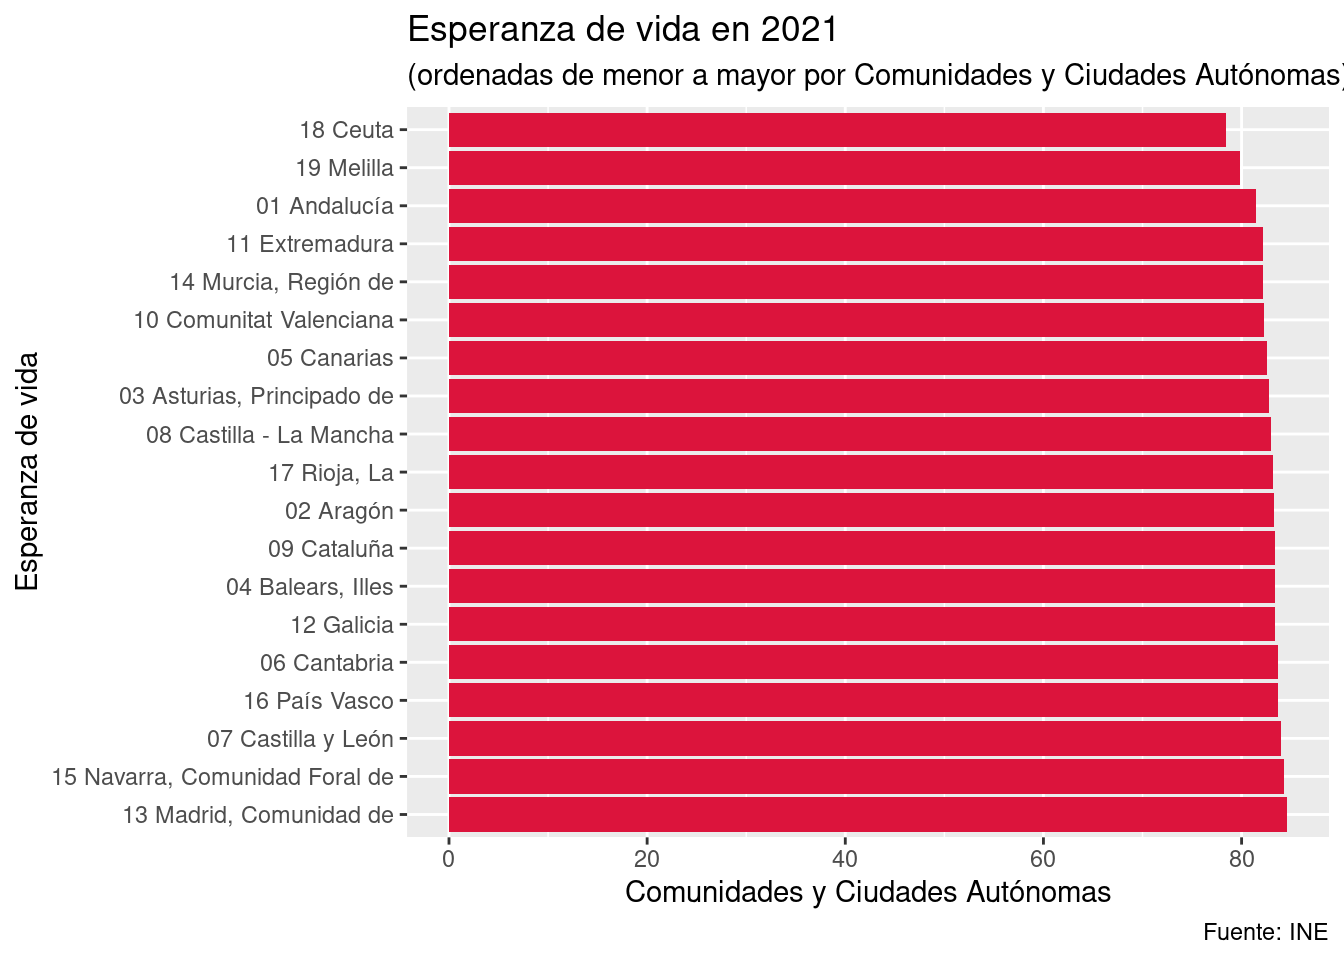 Esperanza de vida en 2021
(ordenadas de menor a mayor por Comunidades y Ciudades Autónomas)
18 Ceuta
19 Melilla
01 Andalucía
11 Extremadura
14 Murcia, Región de
10 Comunitat Valenciana
05 Canarias
03 Asturias, Principado de
08 Castilla - La Mancha
17 Rioja, La
02 Aragón
09 Cataluña
04 Balears, Illes
12 Galicia
06 Cantabria
16 País Vasco
07 Castilla y León
15 Navarra, Comunidad Foral de
13 Madrid, Comunidad de
Esperanza de vida
0 20 40 60 80
Comunidades y Ciudades Autónomas
Fuente: INE